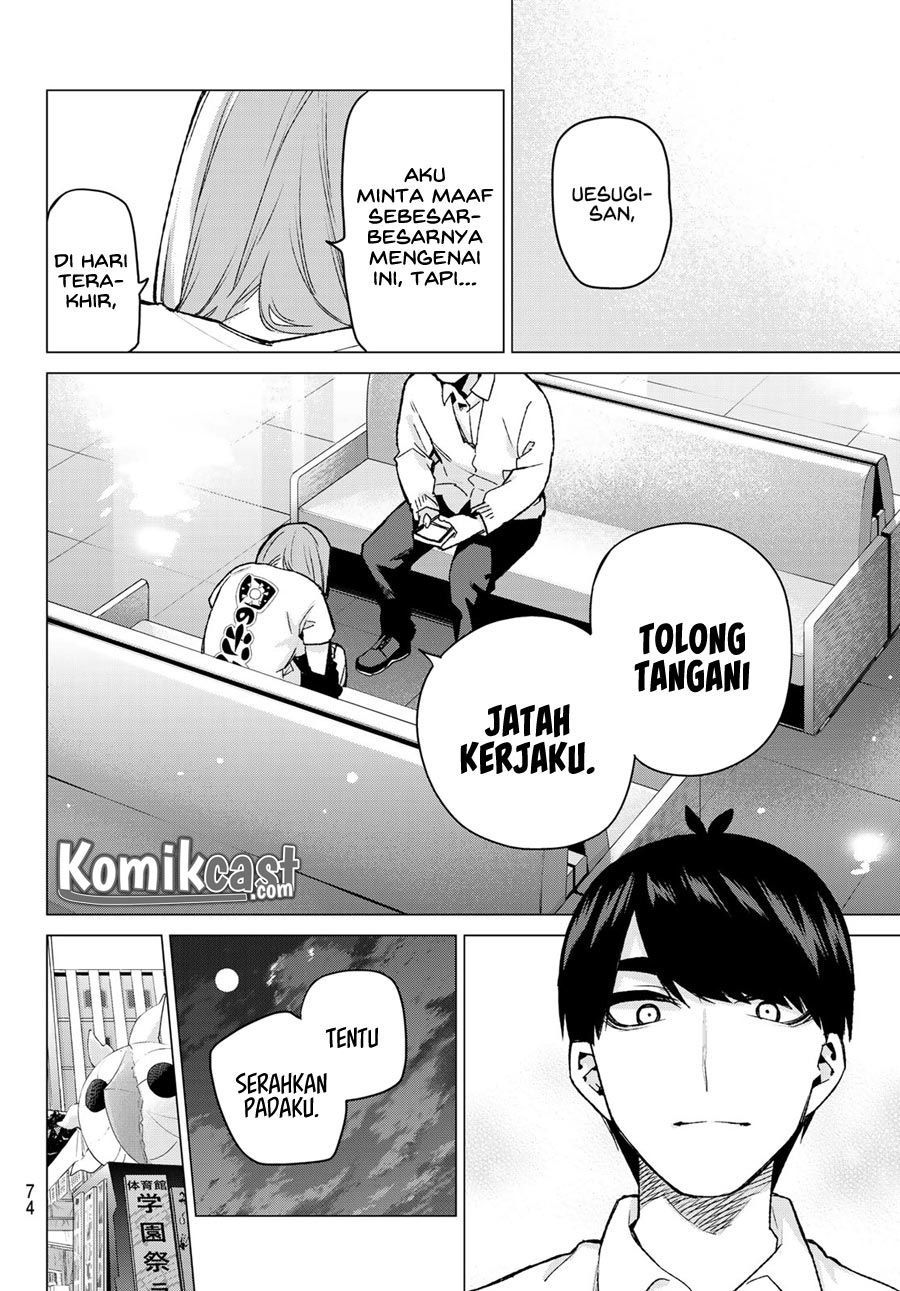 UESUGI-
SAN,
AKU
MINTA MAAF
SEBESAR-
BESARNYA
MENGENAI
INI, TAPI...
DI HARI
TERA-
KHIR,
TOLONG
TANGANI
JATAH
KERJAKU.
Komikcast
.com
TENTU
SERAHKAN
PADAKU.
体育館
学園祭
74